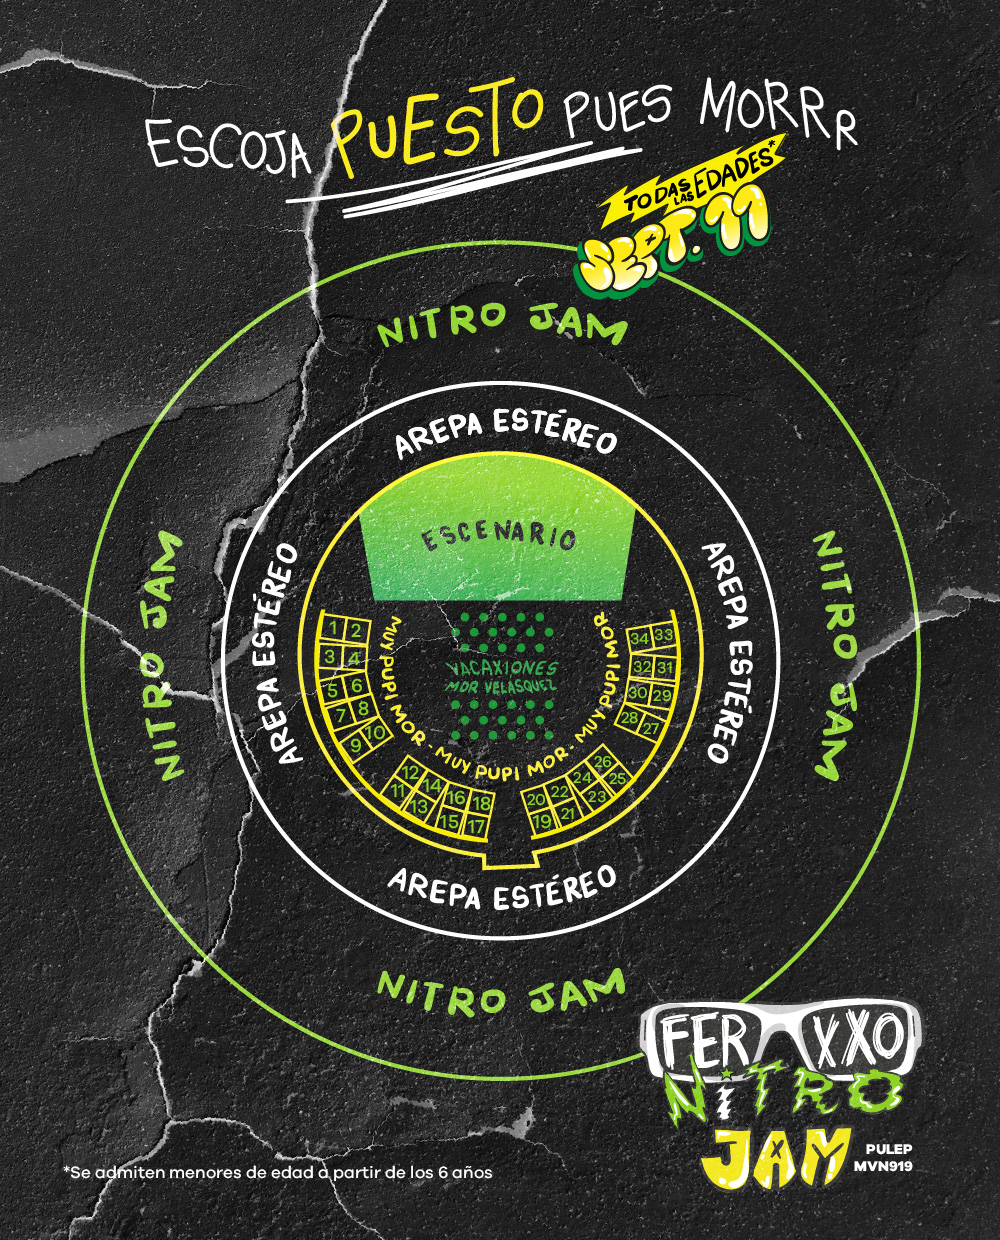 ESCOJA PUESTO PUES MORRR
TODAS LAS EDADES*
SEPT. 11
NITRO JAM
AREPA ESTÉREO
ESCENARIO
NITRO JAM
AREPA ESTÉREO
AREPA ESTÉREO
NITRO JAM
1 2
3 4
5 6
7 8
9 10
12 14 16 18
11 13 15 17
20 22 24 26
19 21 23 25
34 33
32 31
30 29
28 27
VACAXIONES
MOR VELASQUEZ
MUY PUPI MOR - MUY PUPI MOR - MUY PUPI MOR
AREPA ESTÉREO
NITRO JAM
FERXXO
NITRO
JAM
PULEP
MVN919
*Se admiten menores de edad a partir de los 6 años